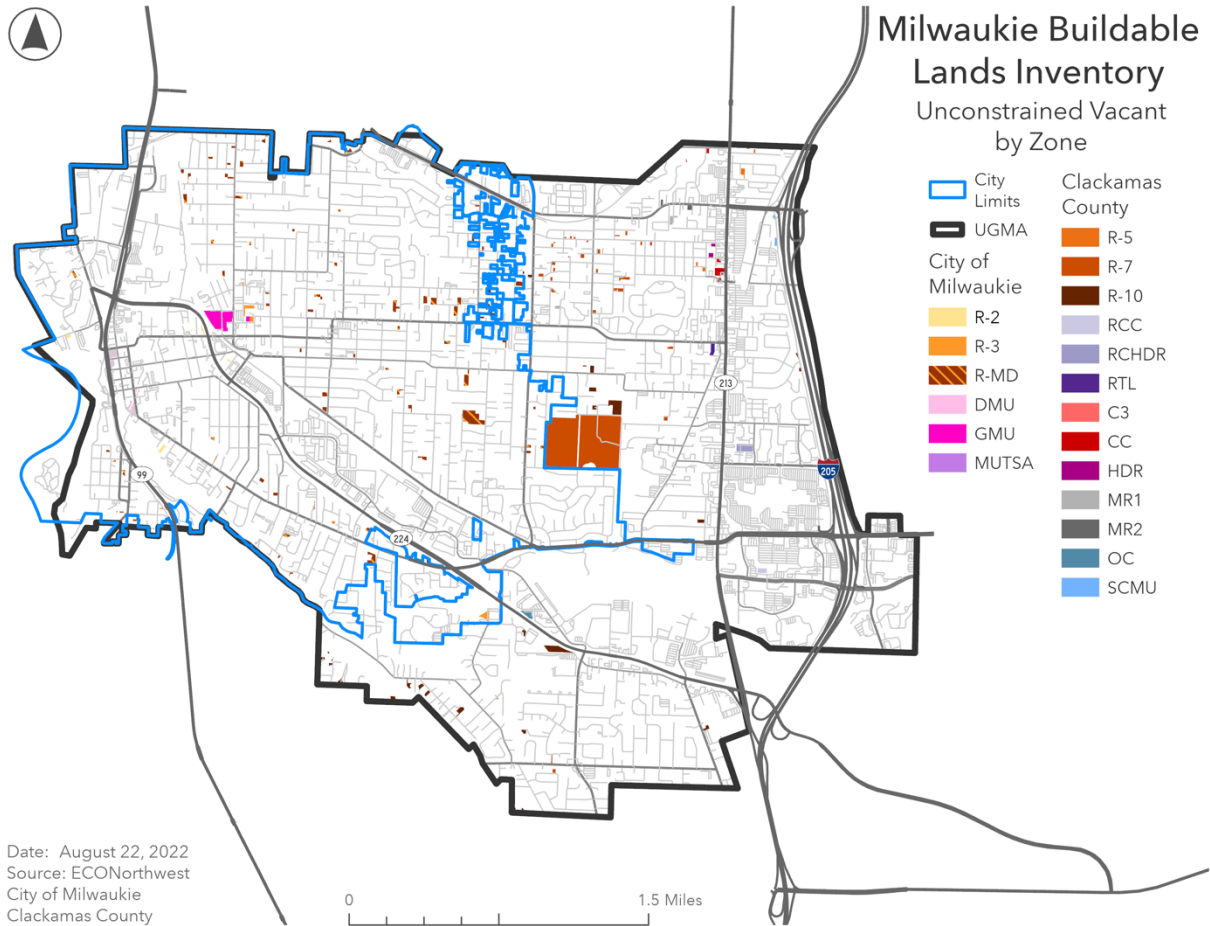 Milwaukie Buildable
Lands Inventory
Unconstrained Vacant
by Zone
City
Limits
UGMA
City of
Milwaukie
R-2
R-3
R-MD
DMU
GMU
MUTSA
Clackamas
County
R-5
R-7
R-10
RCC
RCHDR
RTL
C3
CC
HDR
MR1
MR2
OC
SCMU
213
99
205
224
Date: August 22, 2022
Source: ECONorthwest
City of Milwaukie
Clackamas County
0 1.5 Miles